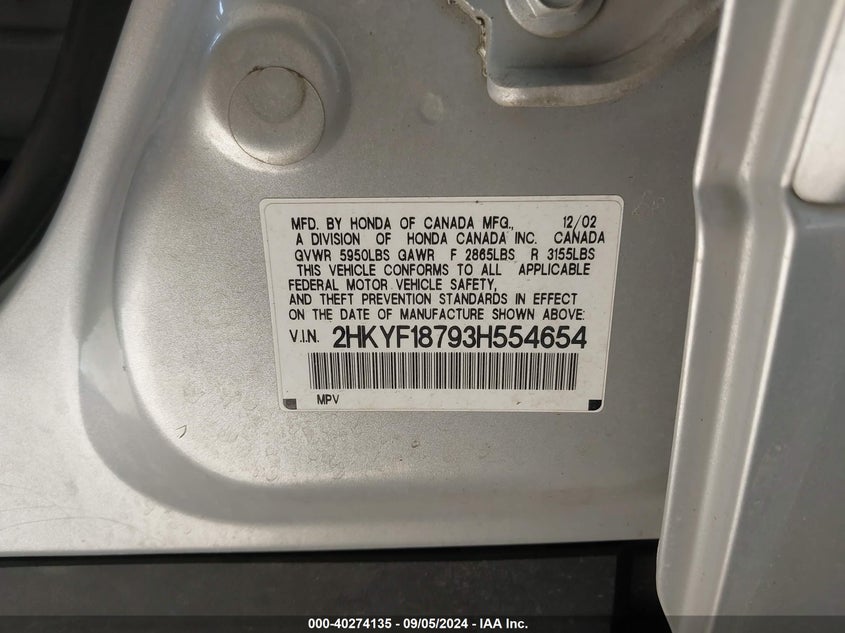 MFD. BY HONDA OF CANADA MFG., 12/02
A DIVISION OF HONDA CANADA INC. CANADA
GVWR 5950LBS GAWR F 2865LBS R 3155LBS
THIS VEHICLE CONFORMS TO ALL APPLICABLE
FEDERAL MOTOR VEHICLE SAFETY,
AND THEFT PREVENTION STANDARDS IN EFFECT
ON THE DATE OF MANUFACTURE SHOWN ABOVE:
V.I.N. 2HKYF18793H554654
MPV
000-40274135 - 09/05/2024 - IAA Inc.